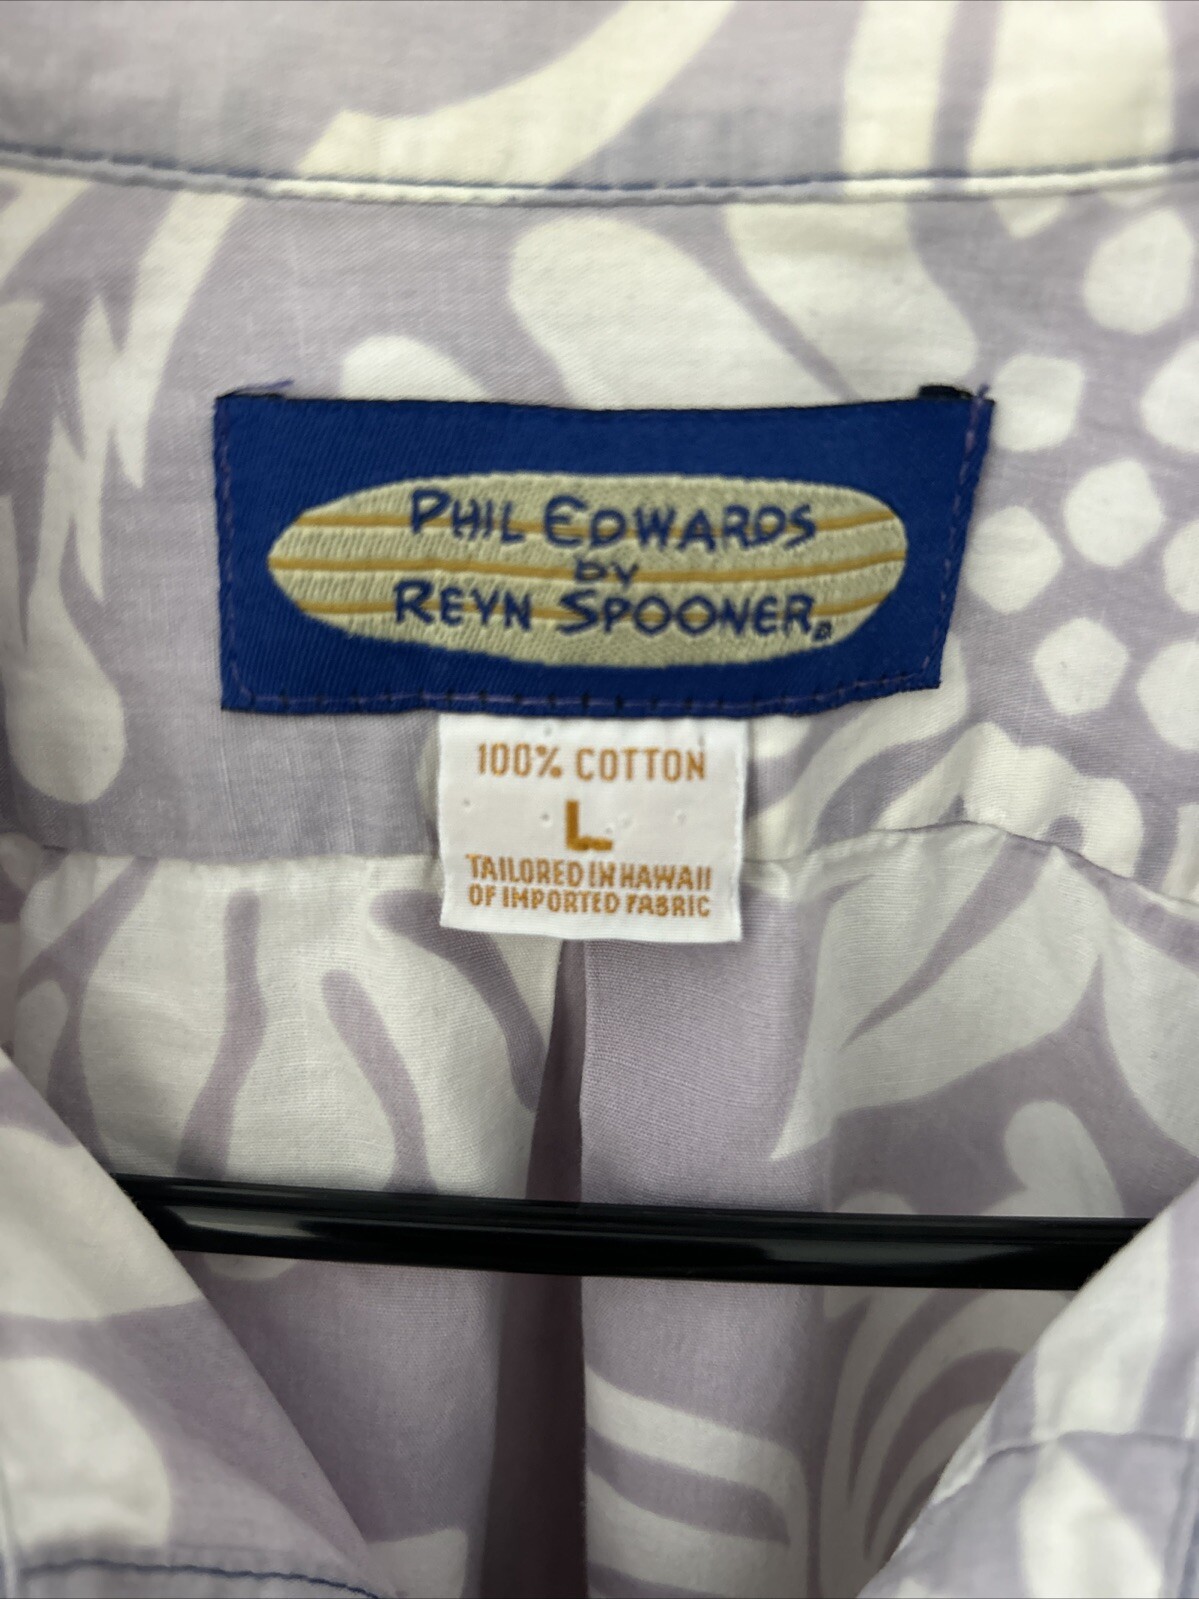 PHIL EDWARDS
BY
REYN SPOONER®
100% COTTON
L
TAILORED IN HAWAII
OF IMPORTED FABRIC